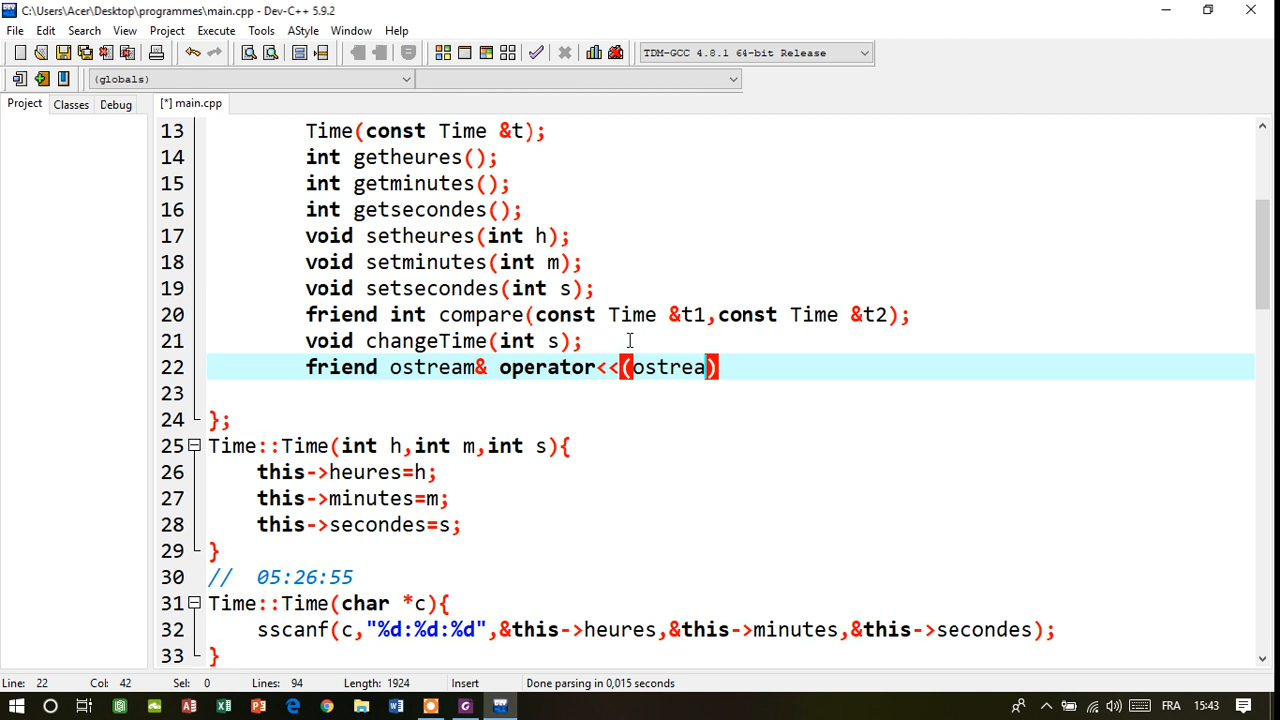 C:\Users\Acer\Desktop\programmes\main.cpp - Dev-C++ 5.9.2
File Edit Search View Project Execute Tools AStyle Window Help
TDM-GCC 4.8.1 64-bit Release
(globals)
Project Classes Debug [*] main.cpp
13 Time(const Time &t);
14 int getheures();
15 int getminutes();
16 int getsecondes();
17 void setheures(int h);
18 void setminutes(int m);
19 void setsecondes(int s);
20 friend int compare(const Time &t1,const Time &t2);
21 void changeTime(int s);
22 friend ostream& operator<<(ostrea)
23
24 };
25 Time::Time(int h,int m,int s){
26 this->heures=h;
27 this->minutes=m;
28 this->secondes=s;
29 }
30 // 05:26:55
31 Time::Time(char *c){
32 sscanf(c,"%d:%d:%d",&this->heures,&this->minutes,&this->secondes);
33 }
Line: 22 Col: 42 Sel: 0 Lines: 94 Length: 1924 Insert Done parsing in 0,015 seconds
FRA 15:43